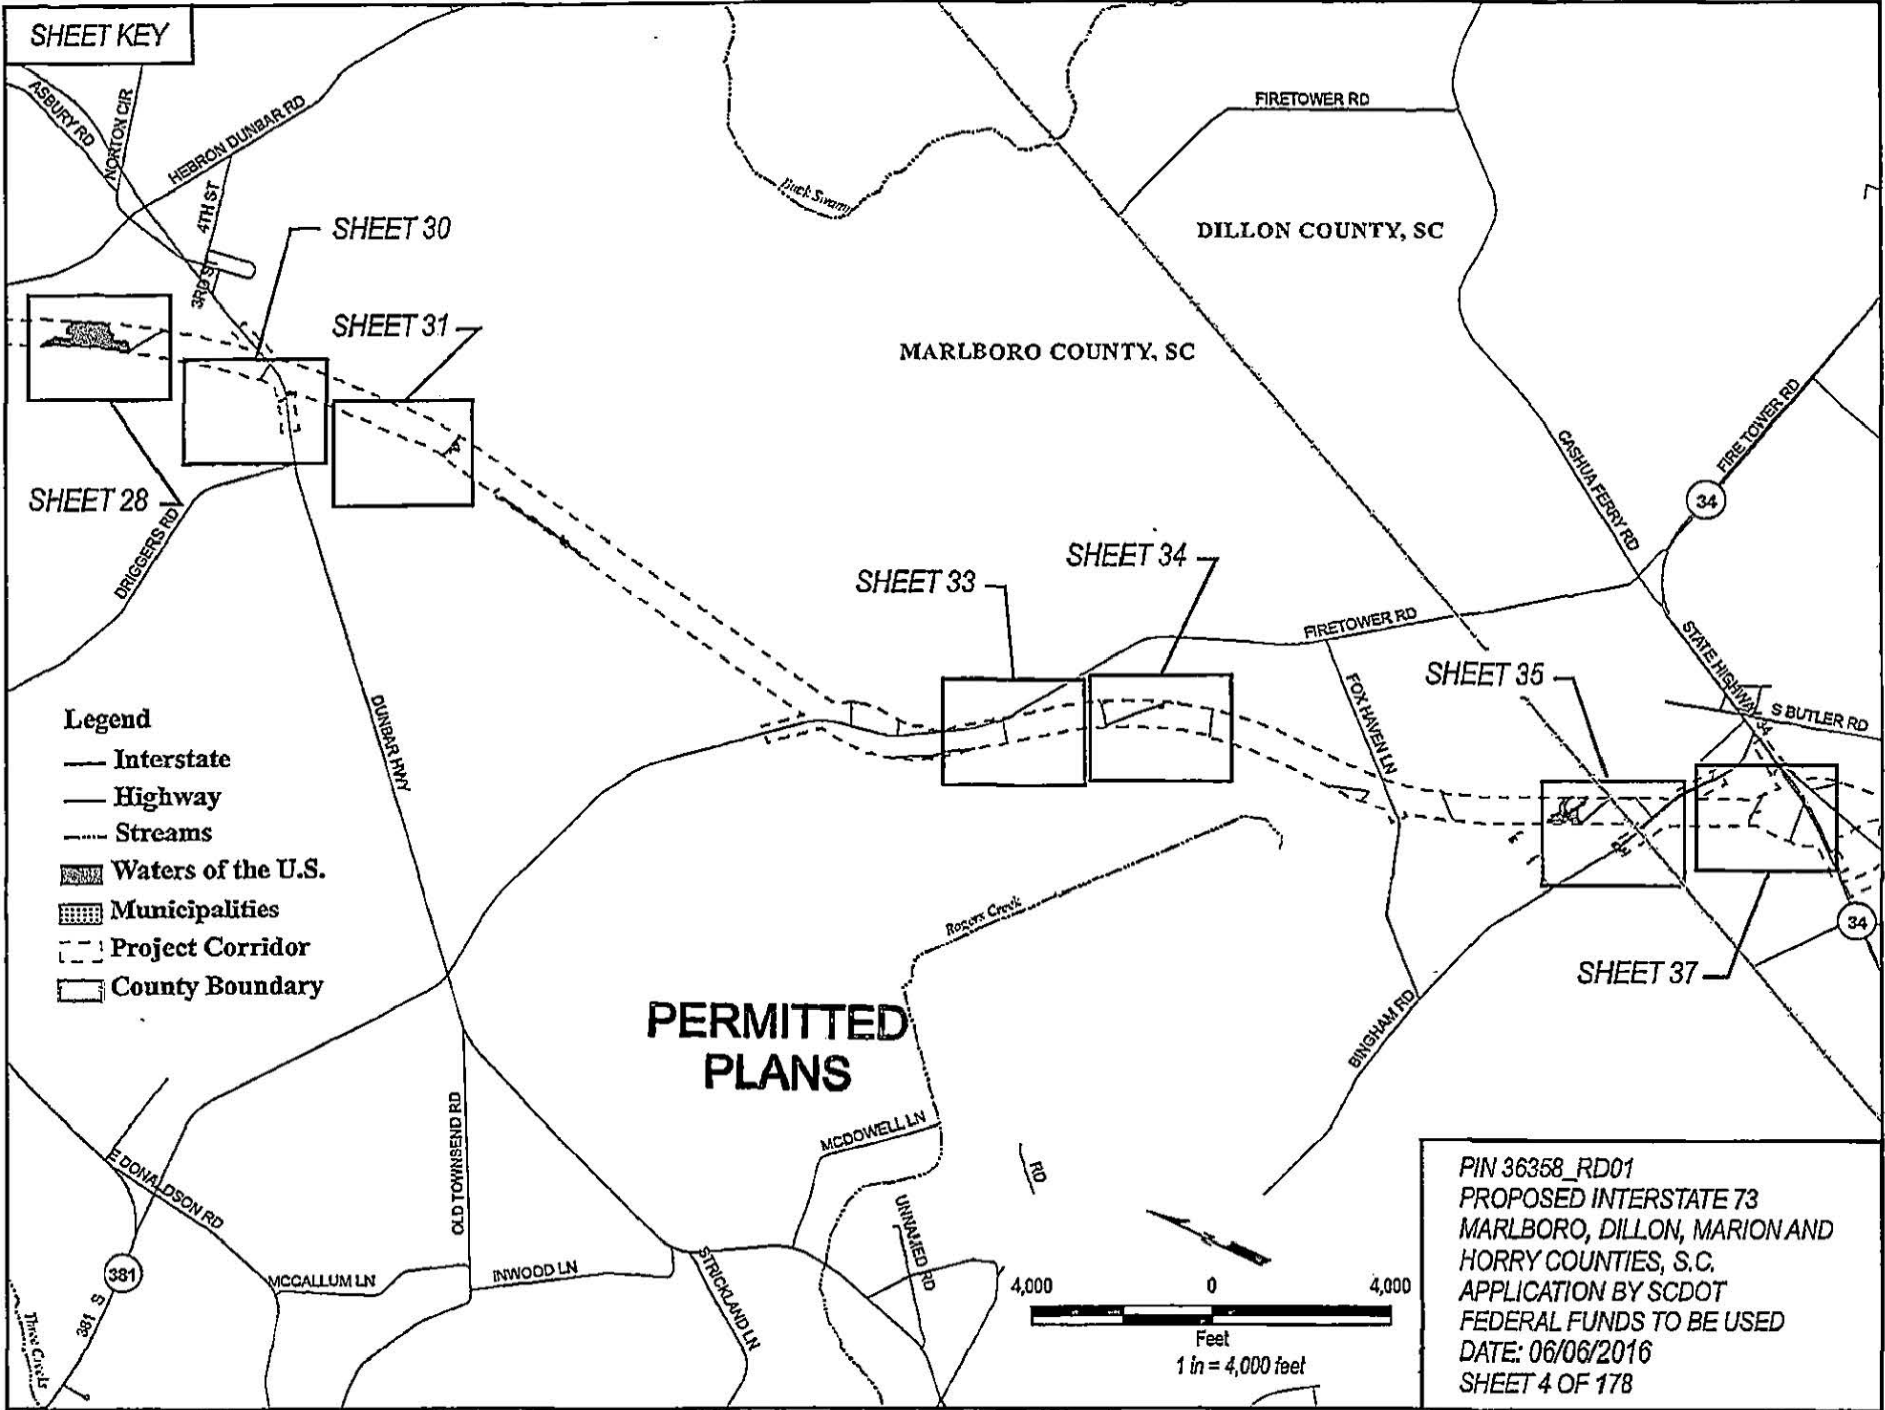 SHEET KEY
ASBURY RD
NORTON CIR
HEBRON DUNBAR RD
4TH ST
3RD ST
SHEET 30
SHEET 31
SHEET 28
DRIGGERS RD
Buck Swamp
FIRETOWER RD
DILLON COUNTY, SC
MARLBORO COUNTY, SC
FIRE TOWER RD
CASHUA FERRY RD
34
SHEET 33
SHEET 34
FIRETOWER RD
FOX HAVEN LN
SHEET 35
STATE HIGHWAY 34
S BUTLER RD
SHEET 37
34
BINGHAM RD
DUNBAR HWY
Rogers Creek
Legend
Interstate
Highway
Streams
Waters of the U.S.
Municipalities
Project Corridor
County Boundary
PERMITTED
PLANS
MCDOWELL LN
RD
UNNAMED RD
OLD TOWNSEND RD
E DONALDSON RD
381
381 S
Three Creeks
MCCALLUM LN
INWOOD LN
STRICKLAND LN
N
4,000 0 4,000
Feet
1 in = 4,000 feet
PIN 36358_RD01
PROPOSED INTERSTATE 73
MARLBORO, DILLON, MARION AND
HORRY COUNTIES, S.C.
APPLICATION BY SCDOT
FEDERAL FUNDS TO BE USED
DATE: 06/06/2016
SHEET 4 OF 178